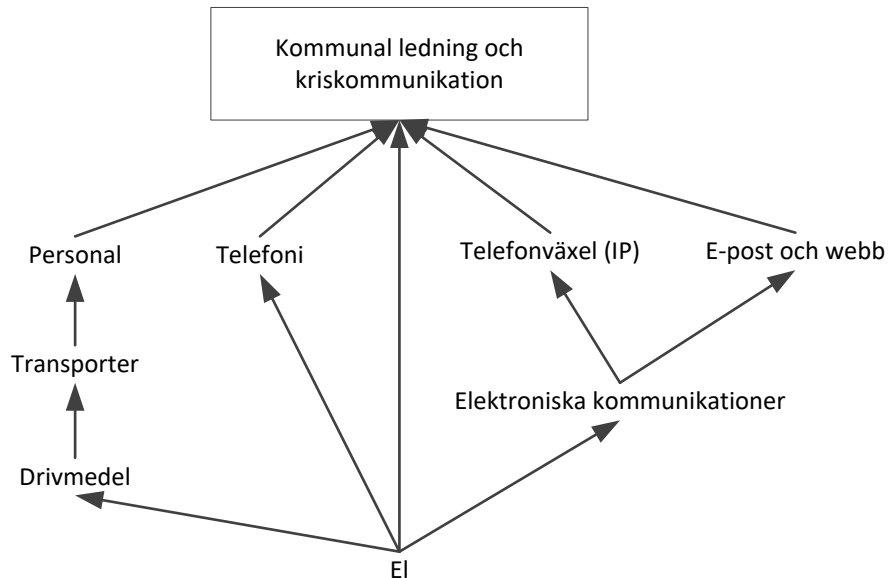 Kommunal ledning och
kriskommunikation
Personal
Telefoni
Telefonväxel (IP)
E-post och webb
Transporter
Elektroniska kommunikationer
Drivmedel
El